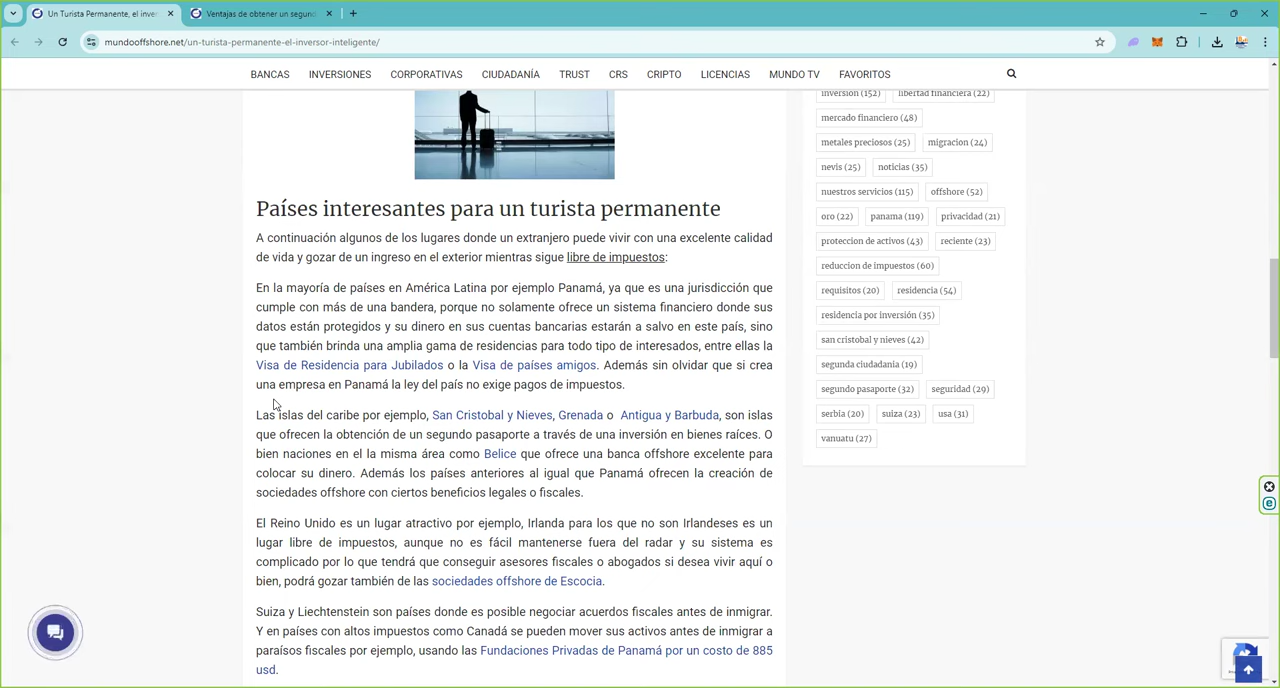 Un Turista Permanente, el inver
Ventajas de obtener un segund
mundooffshore.net/un-turista-permanente-el-inversor-inteligente/
BANCAS INVERSIONES CORPORATIVAS CIUDADANÍA TRUST CRS CRIPTO LICENCIAS MUNDO TV FAVORITOS
Países interesantes para un turista permanente
A continuación algunos de los lugares donde un extranjero puede vivir con una excelente calidad
de vida y gozar de un ingreso en el exterior mientras sigue libre de impuestos:
En la mayoría de países en América Latina por ejemplo Panamá, ya que es una jurisdicción que
cumple con más de una bandera, porque no solamente ofrece un sistema financiero donde sus
datos están protegidos y su dinero en sus cuentas bancarias estarán a salvo en este país, sino
que también brinda una amplia gama de residencias para todo tipo de interesados, entre ellas la
Visa de Residencia para Jubilados o la Visa de países amigos. Además sin olvidar que si crea
una empresa en Panamá la ley del país no exige pagos de impuestos.
Las islas del caribe por ejemplo, San Cristobal y Nieves, Grenada o Antigua y Barbuda, son islas
que ofrecen la obtención de un segundo pasaporte a través de una inversión en bienes raíces. O
bien naciones en el la misma área como Belice que ofrece una banca offshore excelente para
colocar su dinero. Además los países anteriores al igual que Panamá ofrecen la creación de
sociedades offshore con ciertos beneficios legales o fiscales.
El Reino Unido es un lugar atractivo por ejemplo, Irlanda para los que no son Irlandeses es un
lugar libre de impuestos, aunque no es fácil mantenerse fuera del radar y su sistema es
complicado por lo que tendrá que conseguir asesores fiscales o abogados si desea vivir aquí o
bien, podrá gozar también de las sociedades offshore de Escocia.
Suiza y Liechtenstein son países donde es posible negociar acuerdos fiscales antes de inmigrar.
Y en países con altos impuestos como Canadá se pueden mover sus activos antes de inmigrar a
paraísos fiscales por ejemplo, usando las Fundaciones Privadas de Panamá por un costo de 885
usd.
inversion (152) libertad financiera (22)
mercado financiero (48)
metales preciosos (25) migracion (24)
nevis (25) noticias (35)
nuestros servicios (115) offshore (52)
oro (22) panama (119) privacidad (21)
proteccion de activos (43) reciente (23)
reduccion de impuestos (60)
requisitos (20) residencia (54)
residencia por inversión (35)
san cristobal y nieves (42)
segunda ciudadania (19)
segundo pasaporte (32) seguridad (29)
serbia (20) suiza (23) usa (31)
vanuatu (27)